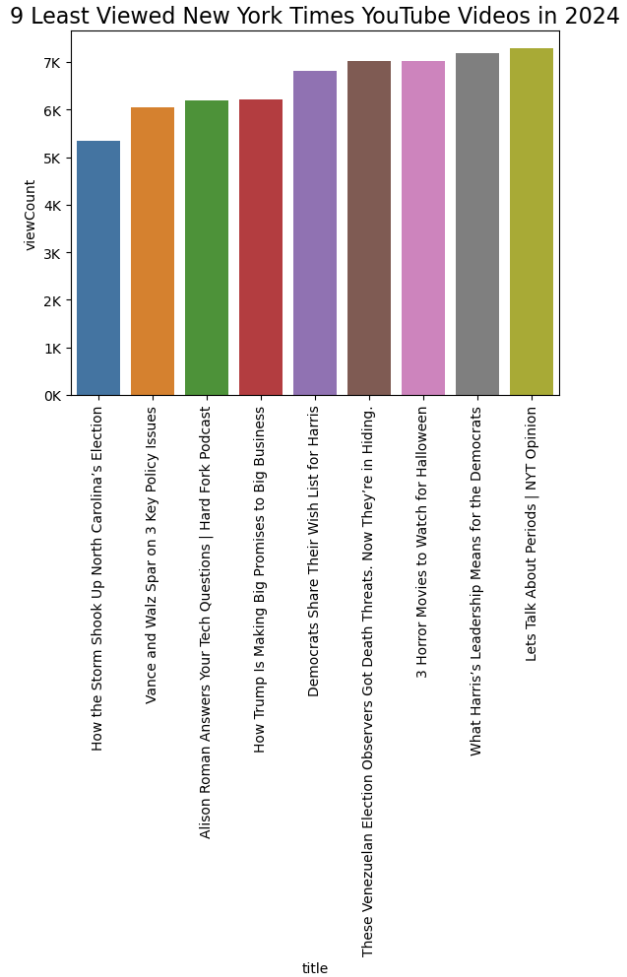 9 Least Viewed New York Times YouTube Videos in 2024
7K
6K
5K
4K
3K
2K
1K
0K
viewCount
How the Storm Shook Up North Carolina’s Election
Vance and Walz Spar on 3 Key Policy Issues
Alison Roman Answers Your Tech Questions | Hard Fork Podcast
How Trump Is Making Big Promises to Big Business
Democrats Share Their Wish List for Harris
These Venezuelan Election Observers Got Death Threats. Now They’re in Hiding.
3 Horror Movies to Watch for Halloween
What Harris’s Leadership Means for the Democrats
Lets Talk About Periods | NYT Opinion
title